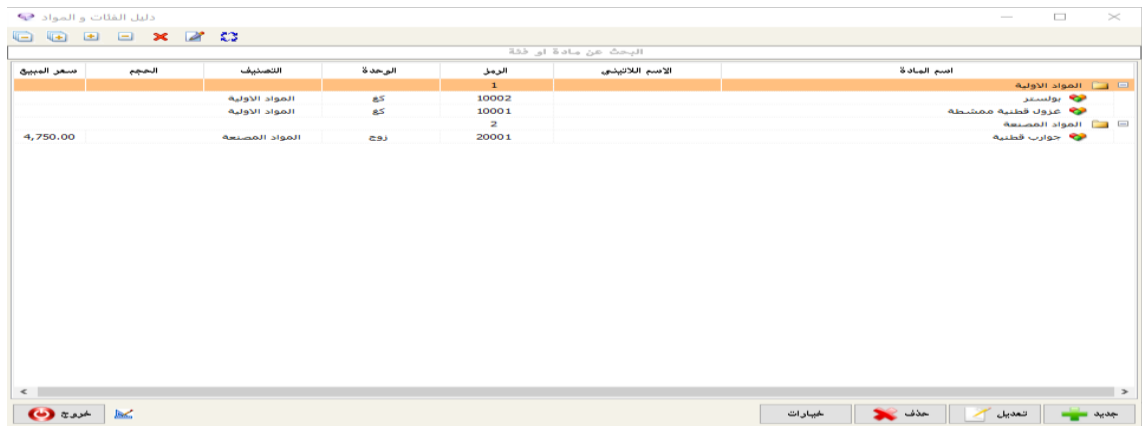 دليل الفئات و المواد
البحث عن مادة او فئة
اسم المادة الاسم اللاتيني الرمز الوحدة التصنيف الحجم سعر المبيع
المواد الاولية 1
بولستر 10002 كغ المواد الاولية
غزول قطنية ممشطة 10001 كغ المواد الاولية
المواد المصنعة 2
جوارب قطنية 20001 زوج المواد المصنعة 4,750.00
جديد تعديل حذف خيارات خروج